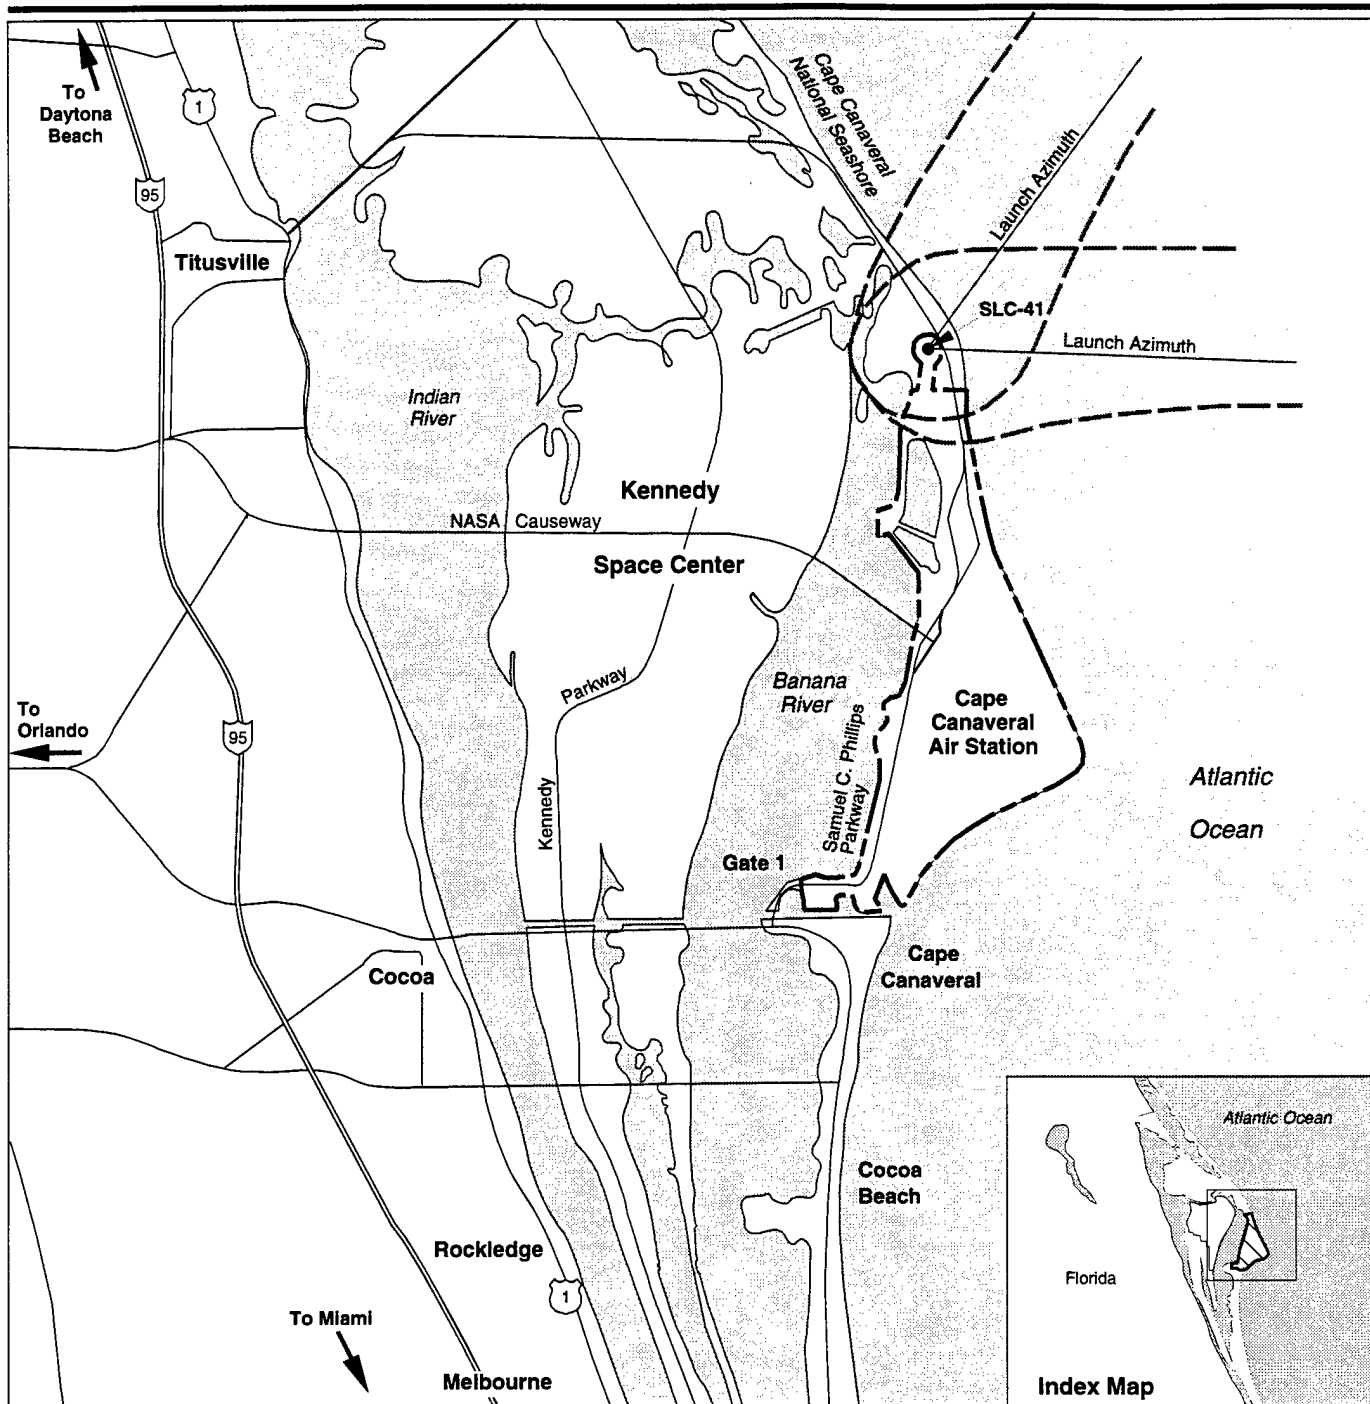 To
Daytona
Beach
1
95
Titusville
Cape Canaveral
National Seashore
Launch Azimuth
SLC-41
Launch Azimuth
Indian
River
Kennedy
NASA Causeway
Space Center
Parkway
Banana
River
To
Orlando
95
Cape
Canaveral
Air Station
Atlantic
Ocean
Kennedy
Samuel C. Phillips
Parkway
Gate 1
Cocoa
Cape
Canaveral
Cocoa
Beach
Rockledge
1
To Miami
Melbourne
Atlantic Ocean
Florida
Index Map